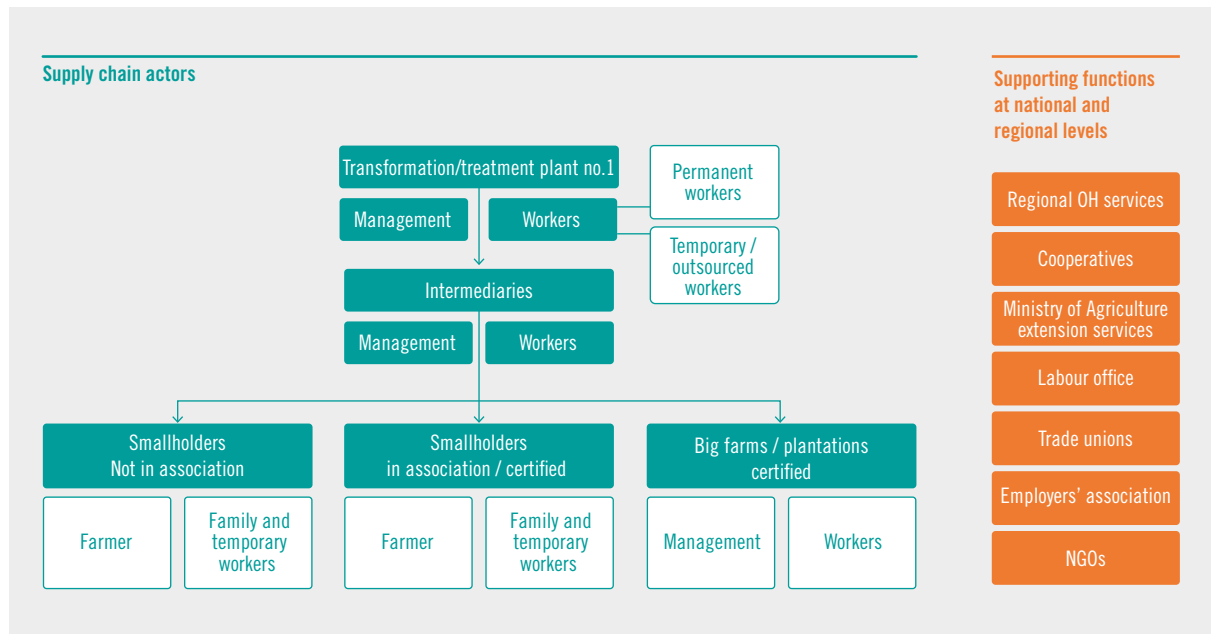 Supply chain actors
Supporting functions
at national and
regional levels
Transformation/treatment plant no.1
Management
Workers
Permanent
workers
Temporary /
outsourced
workers
Intermediaries
Management
Workers
Smallholders
Not in association
Farmer
Family and
temporary
workers
Smallholders
in association / certified
Farmer
Family and
temporary
workers
Big farms / plantations
certified
Management
Workers
Regional OH services
Cooperatives
Ministry of Agriculture
extension services
Labour office
Trade unions
Employers’ association
NGOs